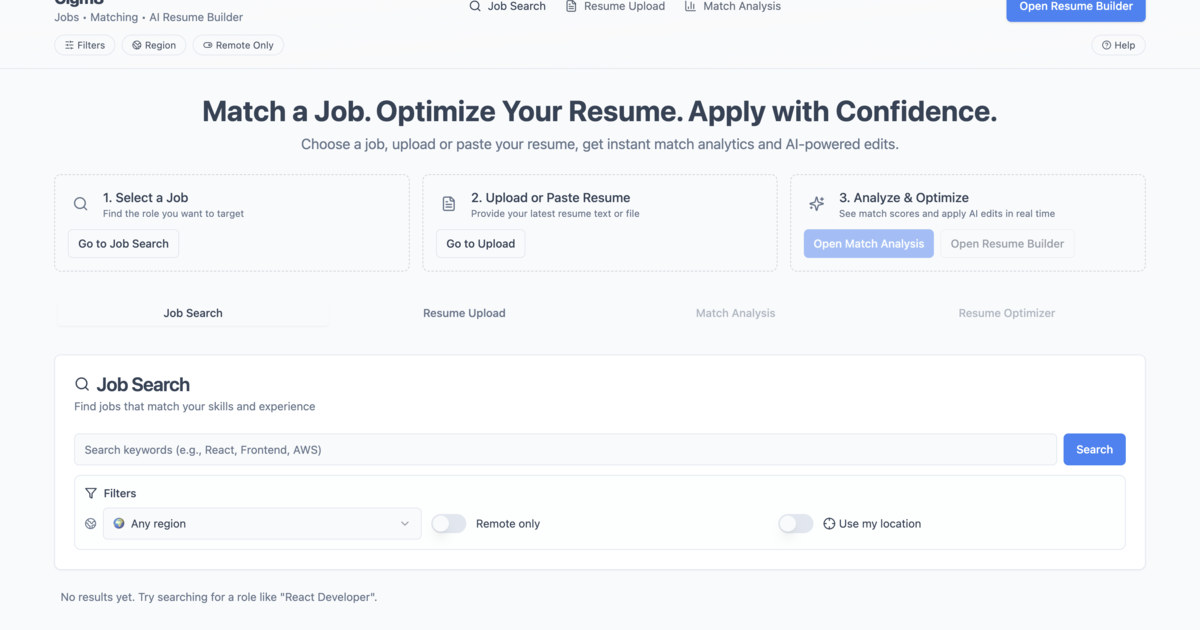 Job Search
Resume Upload
Match Analysis
Open Resume Builder
Jobs • Matching • AI Resume Builder
Filters
Region
Remote Only
Help
Match a Job. Optimize Your Resume. Apply with Confidence.
Choose a job, upload or paste your resume, get instant match analytics and AI-powered edits.
1. Select a Job
Find the role you want to target
Go to Job Search
2. Upload or Paste Resume
Provide your latest resume text or file
Go to Upload
3. Analyze & Optimize
See match scores and apply AI edits in real time
Open Match Analysis
Open Resume Builder
Job Search
Resume Upload
Match Analysis
Resume Optimizer
Job Search
Find jobs that match your skills and experience
Search keywords (e.g., React, Frontend, AWS)
Search
Filters
Any region
Remote only
Use my location
No results yet. Try searching for a role like "React Developer".